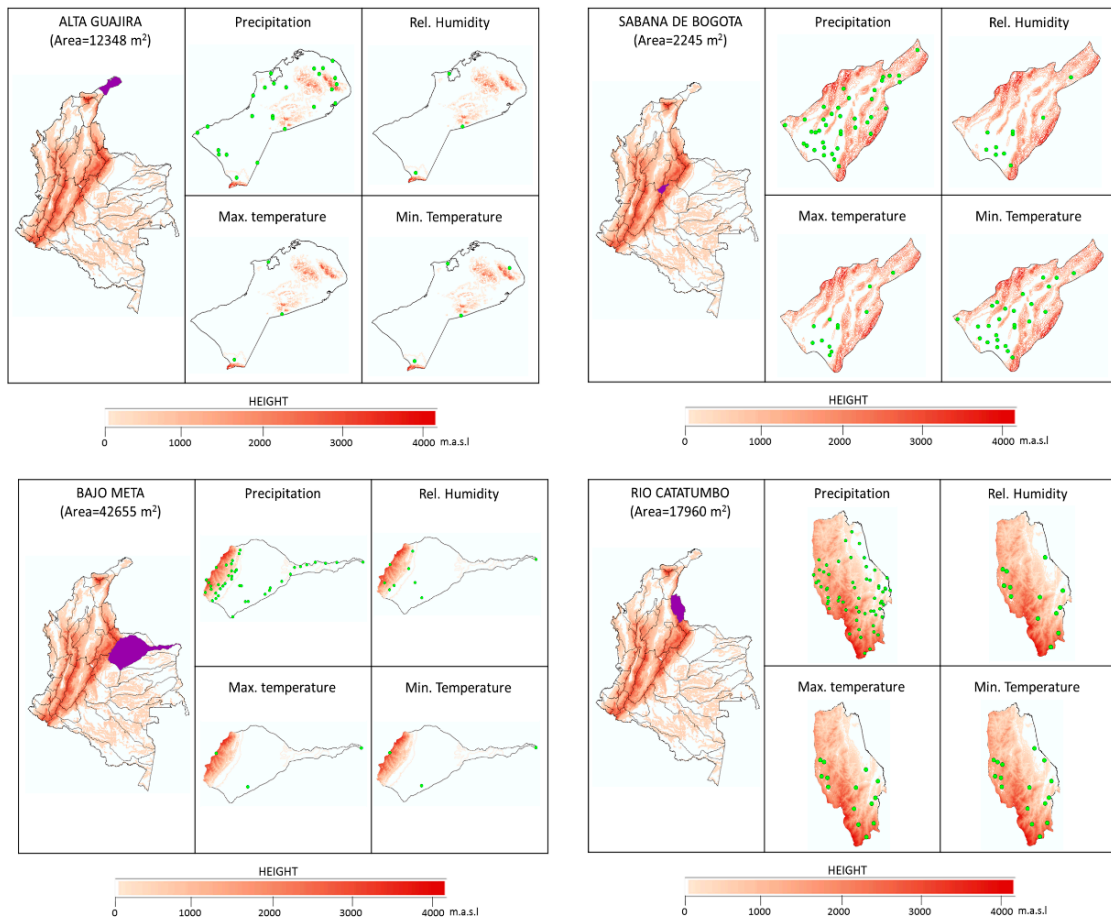 ALTA GUAJIRA
(Area=12348 m²)
Precipitation
Rel. Humidity
Max. temperature
Min. Temperature
HEIGHT
0 1000 2000 3000 4000 m.a.s.l
SABANA DE BOGOTA
(Area=2245 m²)
Precipitation
Rel. Humidity
Max. temperature
Min. Temperature
HEIGHT
0 1000 2000 3000 4000 m.a.s.l
BAJO META
(Area=42655 m²)
Precipitation
Rel. Humidity
Max. temperature
Min. Temperature
HEIGHT
0 1000 2000 3000 4000 m.a.s.l
RIO CATATUMBO
(Area=17960 m²)
Precipitation
Rel. Humidity
Max. temperature
Min. Temperature
HEIGHT
0 1000 2000 3000 4000 m.a.s.l